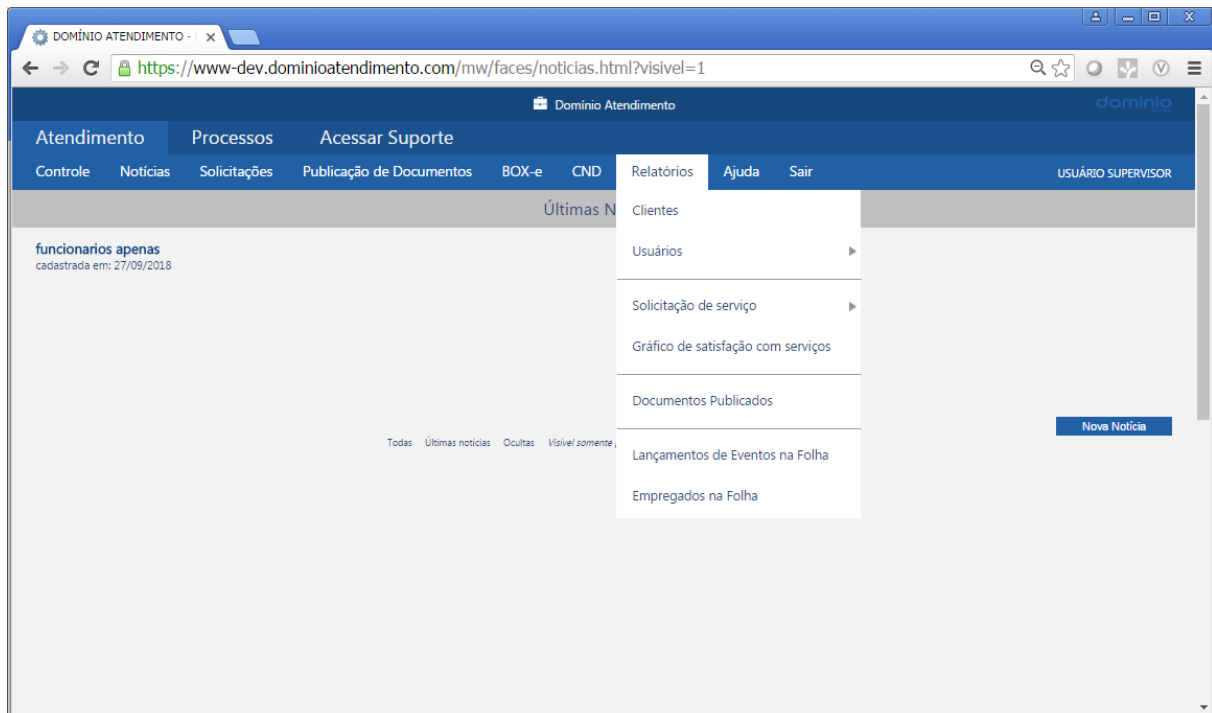 DOMÍNIO ATENDIMENTO -
https://www-dev.dominioatendimento.com/mw/faces/noticias.html?visivel=1
Domínio Atendimento
dominio
Atendimento Processos Acessar Suporte
Controle Notícias Solicitações Publicação de Documentos BOX-e CND Relatórios Ajuda Sair USUÁRIO SUPERVISOR
Últimas N
Clientes
funcionarios apenas
cadastrada em: 27/09/2018
Usuários
Solicitação de serviço
Gráfico de satisfação com serviços
Documentos Publicados
Nova Notícia
Todas Últimas notícias Ocultas Visível somente
Lançamentos de Eventos na Folha
Empregados na Folha